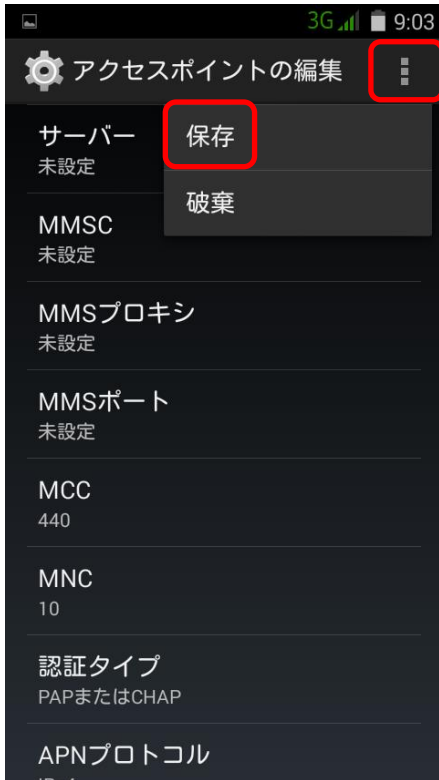 3G 9:03
アクセスポイントの編集
サーバー
未設定
保存
破棄
MMSC
未設定
MMSプロキシ
未設定
MMSポート
未設定
MCC
440
MNC
10
認証タイプ
PAPまたはCHAP
APNプロトコル